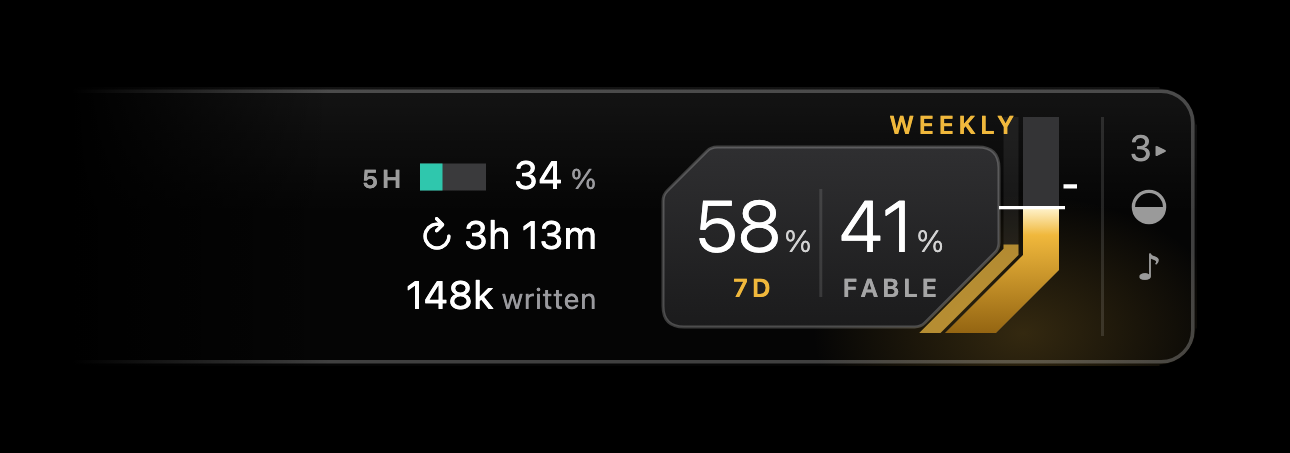 5H 34 %
3h 13m
148k written
WEEKLY
58% 41%
7D FABLE
3